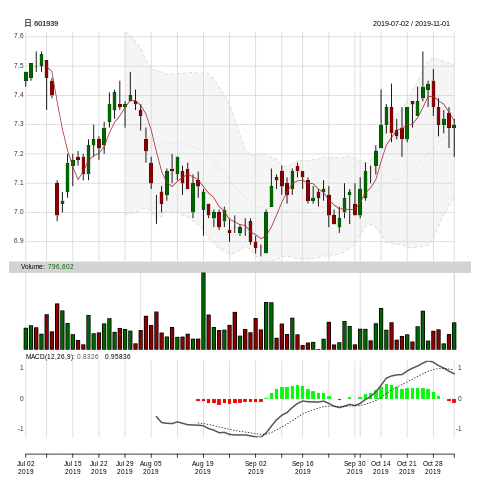 日 601939 2019-07-02 / 2019-11-01
7.6
7.5
7.4
7.3
7.2
7.1
7.0
6.9
Volume: 796,602
MACD(12,26,9): 0.8326 0.95836
1 1
0 0
-1 -1
Jul 02 Jul 15 Jul 22 Jul 29 Aug 05 Aug 19 Sep 02 Sep 16 Sep 30 Oct 14 Oct 21 Oct 28
2019 2019 2019 2019 2019 2019 2019 2019 2019 2019 2019 2019